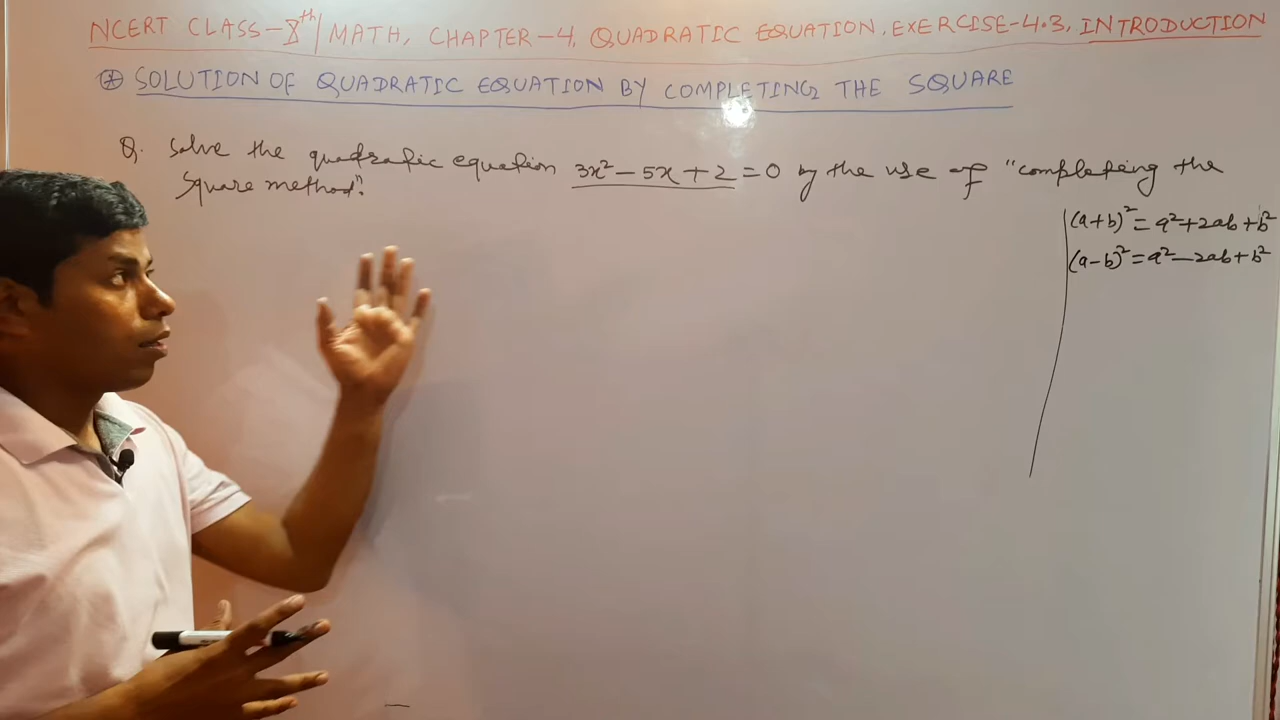 NCERT CLASS-8th/MATH, CHAPTER-4, QUADRATIC EQUATION, EXERCISE-4.3, INTRODUCTION
* SOLUTION OF QUADRATIC EQUATION BY COMPLETING THE SQUARE
Q. Solve the quadratic equation 3x² - 5x + 2 = 0 by the use of "completing the
Square method".
(a+b)² = a²+2ab+b²
(a-b)² = a²-2ab+b²